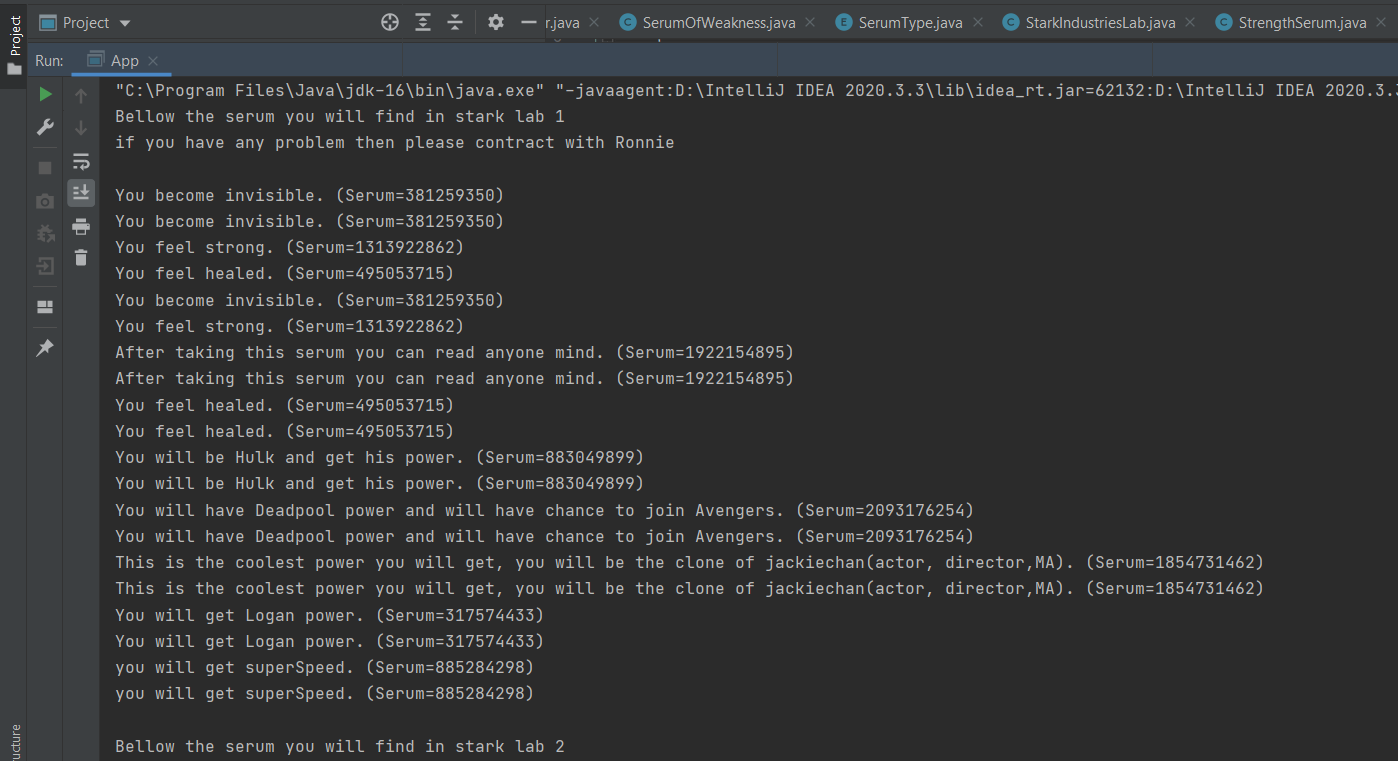 Project
Project
r.java
SerumOfWeakness.java
SerumType.java
StarkIndustriesLab.java
StrengthSerum.java
Run:
App
"C:\Program Files\Java\jdk-16\bin\java.exe" "-javaagent:D:\IntelliJ IDEA 2020.3.3\lib\idea_rt.jar=62132:D:\IntelliJ IDEA 2020.3.3
Bellow the serum you will find in stark lab 1
if you have any problem then please contract with Ronnie
You become invisible. (Serum=381259350)
You become invisible. (Serum=381259350)
You feel strong. (Serum=1313922862)
You feel healed. (Serum=495053715)
You become invisible. (Serum=381259350)
You feel strong. (Serum=1313922862)
After taking this serum you can read anyone mind. (Serum=1922154895)
After taking this serum you can read anyone mind. (Serum=1922154895)
You feel healed. (Serum=495053715)
You feel healed. (Serum=495053715)
You will be Hulk and get his power. (Serum=883049899)
You will be Hulk and get his power. (Serum=883049899)
You will have Deadpool power and will have chance to join Avengers. (Serum=2093176254)
You will have Deadpool power and will have chance to join Avengers. (Serum=2093176254)
This is the coolest power you will get, you will be the clone of jackiechan(actor, director,MA). (Serum=1854731462)
This is the coolest power you will get, you will be the clone of jackiechan(actor, director,MA). (Serum=1854731462)
You will get Logan power. (Serum=317574433)
You will get Logan power. (Serum=317574433)
you will get superSpeed. (Serum=885284298)
you will get superSpeed. (Serum=885284298)
Bellow the serum you will find in stark lab 2
ucture